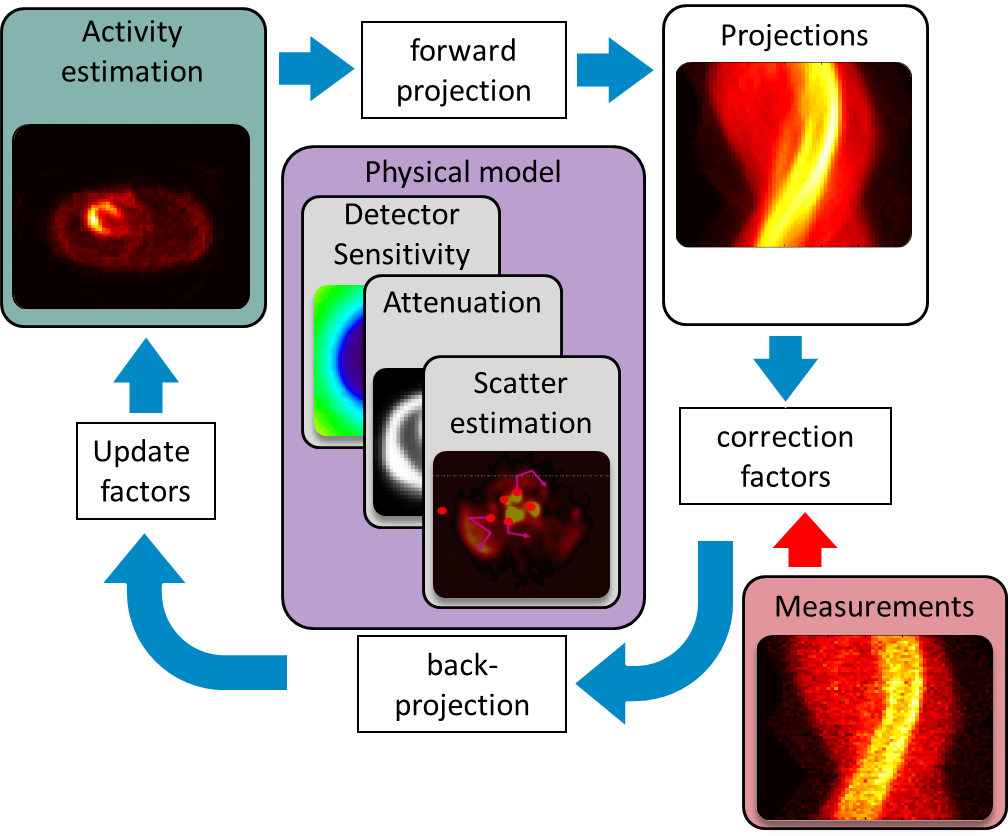 Activity
estimation
forward
projection
Projections
Physical model
Detector
Sensitivity
Attenuation
Scatter
estimation
correction
factors
Update
factors
Measurements
back-
projection